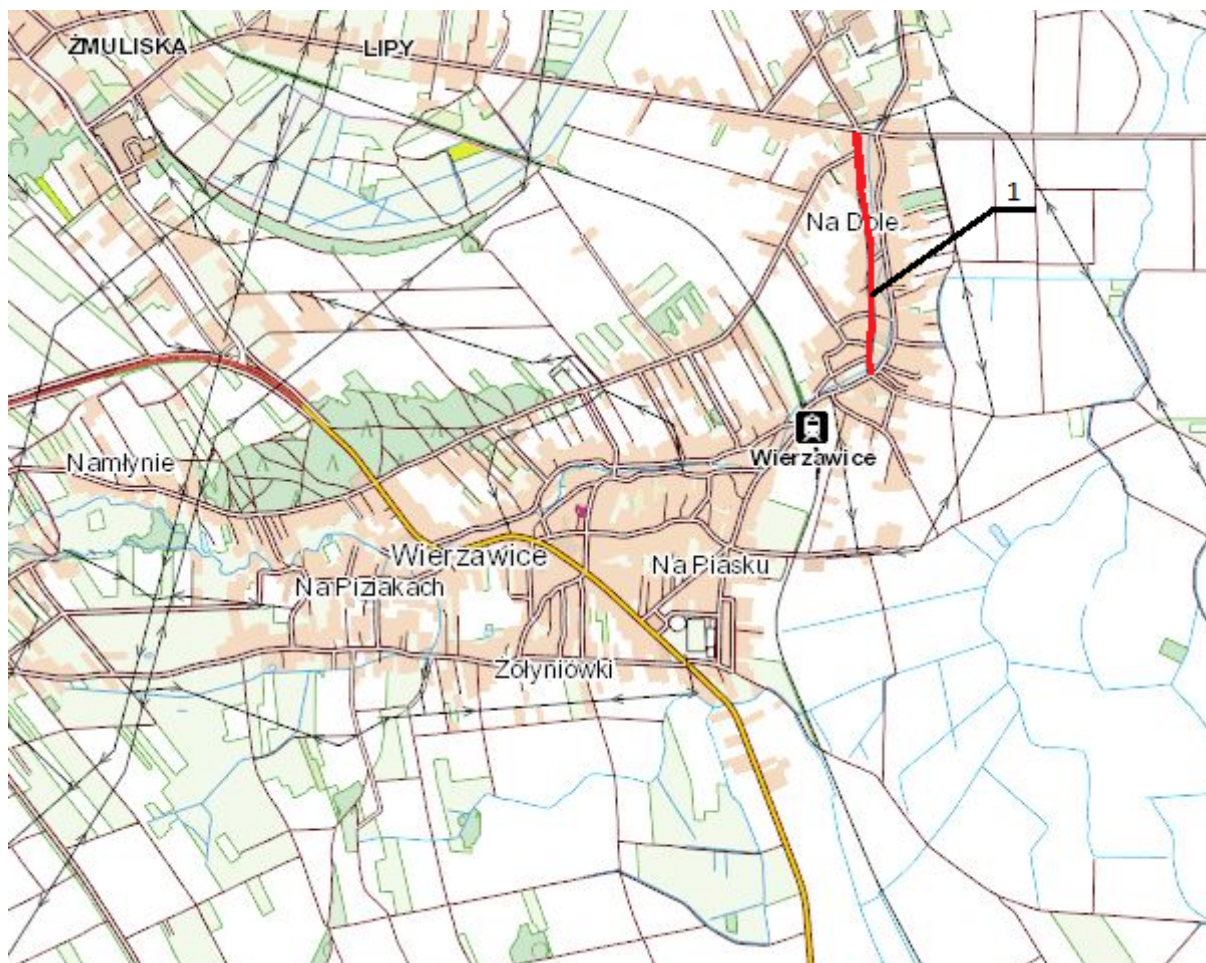 ŻMULISKA
LIPY
1
Na Dole
Namłynie
Wierzawice
Wierzawice
Na Piasku
Na Piziakach
Żołyniówki